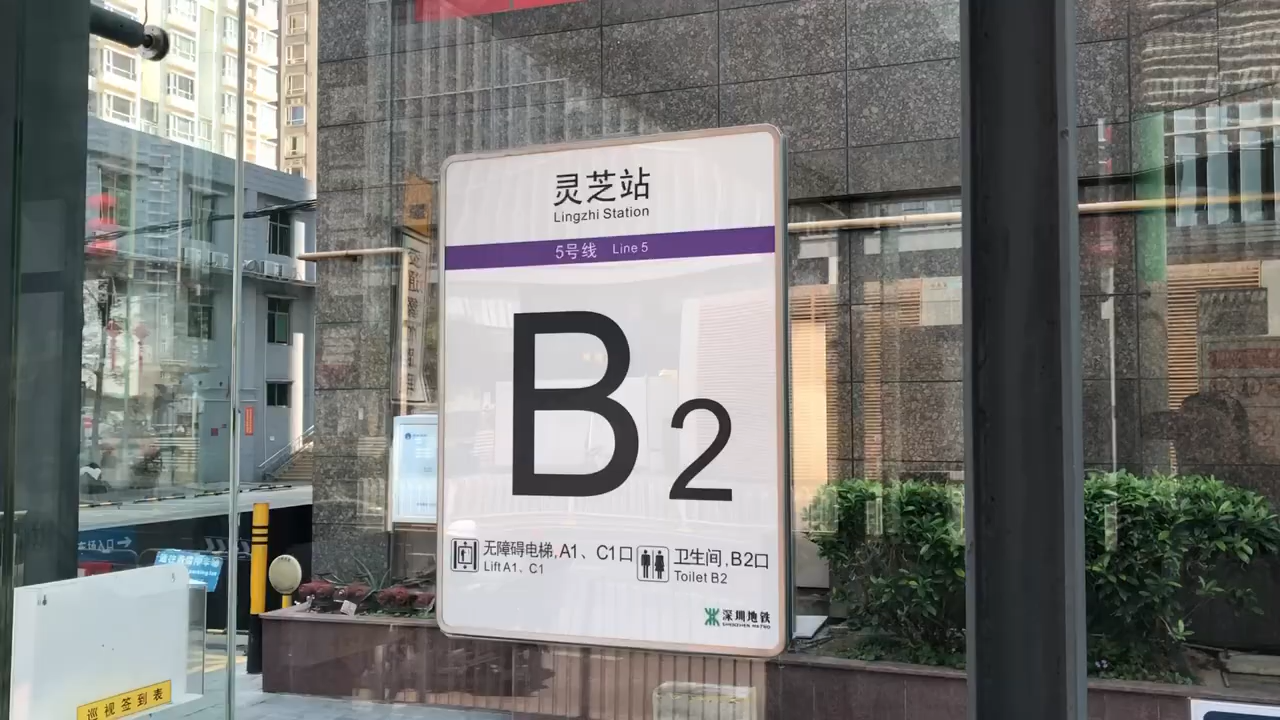 灵芝站
Lingzhi Station
5号线 Line 5
B2
无障碍电梯,A1、C1口
Lift A1、C1
卫生间,B2口
Toilet B2
深圳地铁
SHENZHEN METRO
巡视签到表